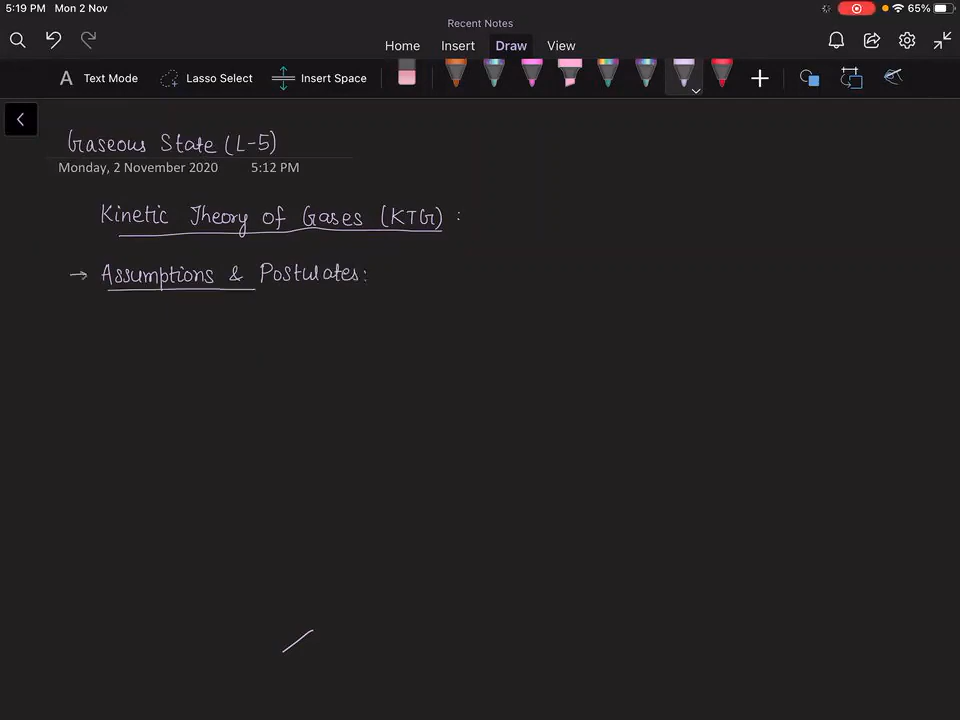 5:19 PM Mon 2 Nov 65%
Recent Notes
Home Insert Draw View
Text Mode Lasso Select Insert Space
Gaseous State (L-5)
Monday, 2 November 2020 5:12 PM
Kinetic Theory of Gases (KTG) :
→ Assumptions & Postulates: